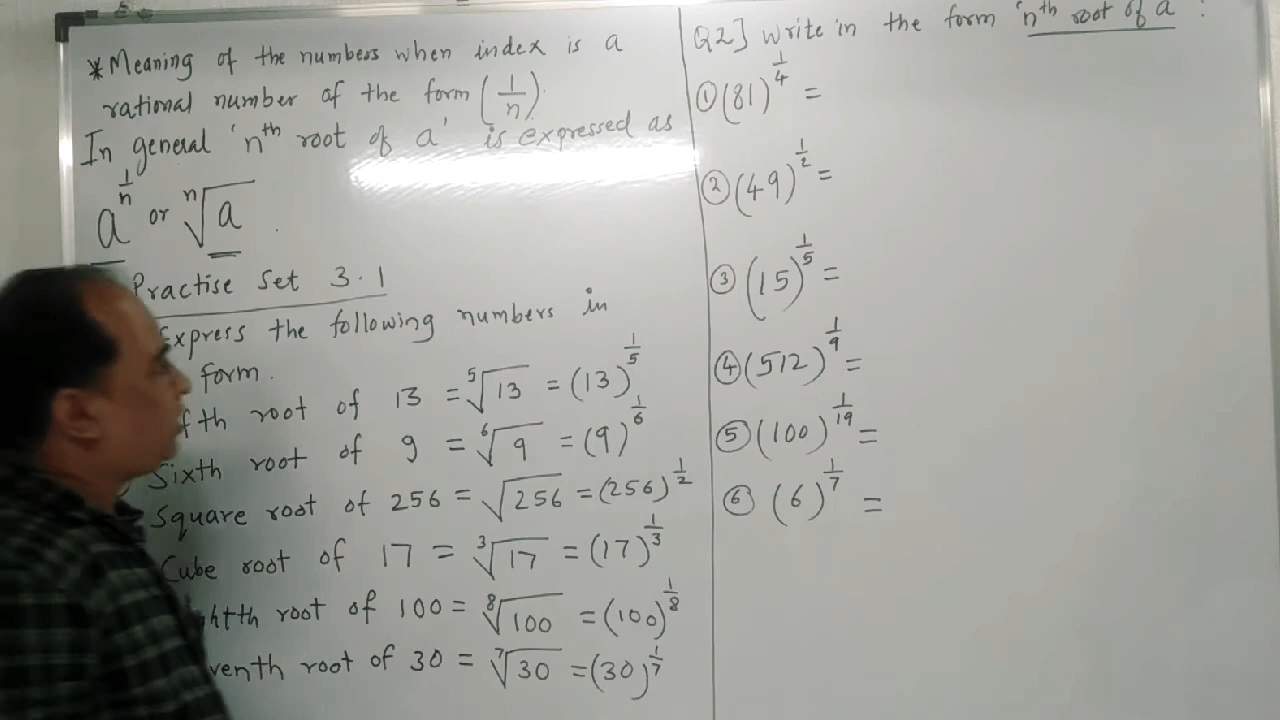 *Meaning of the numbers when index is a
rational number of the form (1/n).
In general 'nth root of a' is expressed as
a^(1/n) or ⁿ√a .
Practise Set 3.1
Express the following numbers in
form.
root of 13 = ⁵√13 = (13)^(1/5)
Sixth root of 9 = ⁶√9 = (9)^(1/6)
Square root of 256 = √256 = (256)^(1/2)
Cube root of 17 = ³√17 = (17)^(1/3)
root of 100 = ⁸√100 = (100)^(1/8)
root of 30 = ⁷√30 = (30)^(1/7)
Q2] Write in the form 'nth root of a :
① (81)^(1/4) =
② (49)^(1/2) =
③ (15)^(1/5) =
④ (512)^(1/9) =
⑤ (100)^(1/19) =
⑥ (6)^(1/7) =